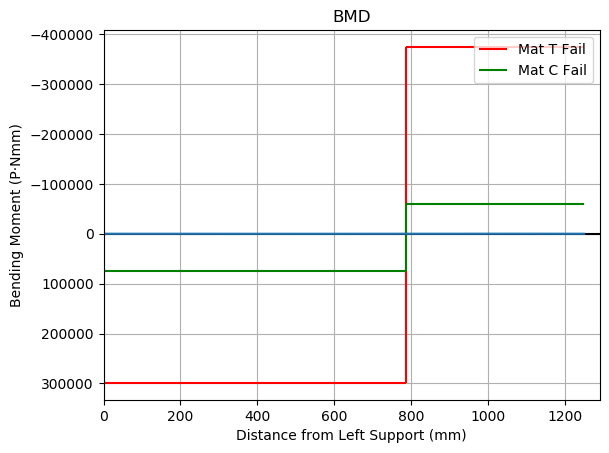 BMD
Bending Moment (P·Nmm)
−400000
−300000
−200000
−100000
0
100000
200000
300000
Mat T Fail
Mat C Fail
0 200 400 600 800 1000 1200
Distance from Left Support (mm)